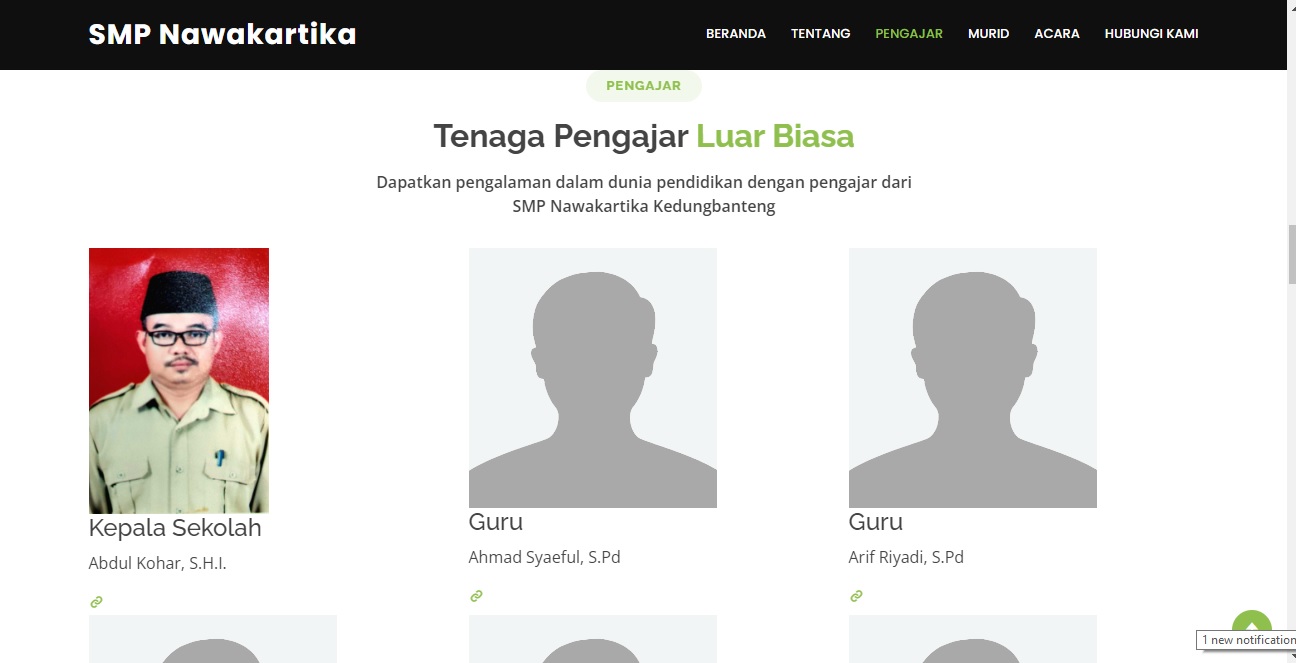 SMP Nawakartika
BERANDA TENTANG PENGAJAR MURID ACARA HUBUNGI KAMI
PENGAJAR
Tenaga Pengajar Luar Biasa
Dapatkan pengalaman dalam dunia pendidikan dengan pengajar dari
SMP Nawakartika Kedungbanteng
Kepala Sekolah
Abdul Kohar, S.H.I.
Guru
Ahmad Syaeful, S.Pd
Guru
Arif Riyadi, S.Pd
1 new notification